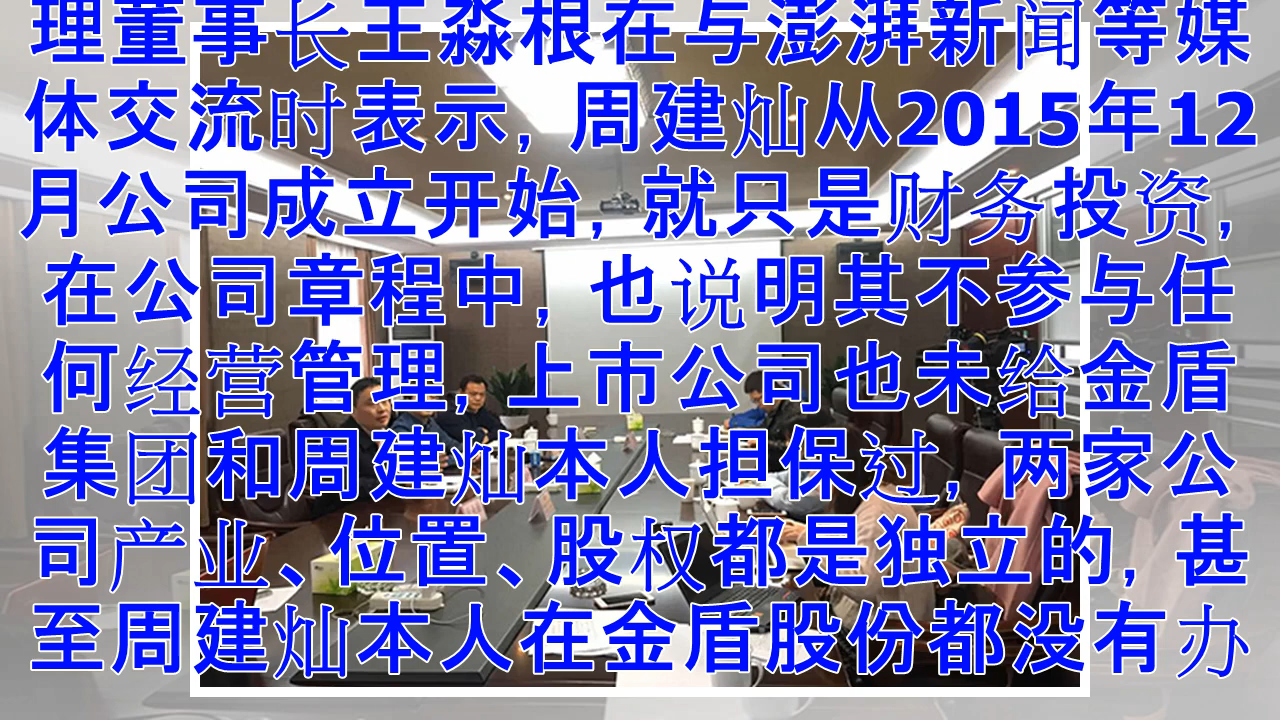 理董事长王淼根在与澎湃新闻等媒
体交流时表示，周建灿从2015年12
月公司成立开始，就只是财务投资，
在公司章程中，也说明其不参与任
何经营管理，上市公司也未给金盾
集团和周建灿本人担保过，两家公
司产业、位置、股权都是独立的，甚
至周建灿本人在金盾股份都没有办